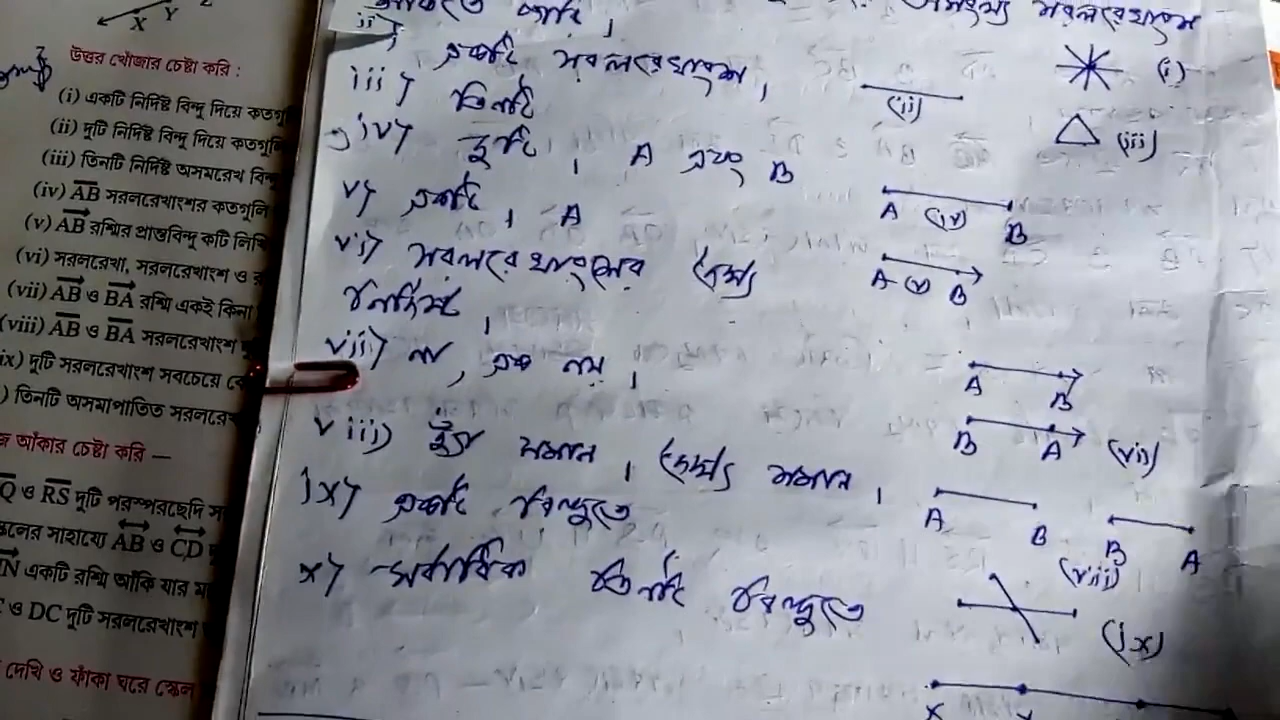 X Y Z
উত্তর খোঁজার চেষ্টা করি :
(i) একটি নির্দিষ্ট বিন্দু দিয়ে কতগু
(ii) দুটি নির্দিষ্ট বিন্দু দিয়ে কতগুলি
(iii) তিনটি নির্দিষ্ট অসমরেখ বিন্দু
(iv) AB সরলরেখাংশের কতগুলি
(v) AB রশ্মির প্রান্তবিন্দু কটি লিখি
(vi) সরলরেখা, সরলরেখাংশ ও র
(vii) AB ও BA রশ্মি একই কিনা
(viii) AB ও BA সরলরেখাংশ
ix) দুটি সরলরেখাংশ সবচেয়ে বে
) তিনটি অসমাপাতিত সরলরে
আঁকার চেষ্টা করি —
Q ও RS দুটি পরস্পরছেদি স
স্কেলের সাহায্যে AB ও CD
N একটি রশ্মি আঁকি যার ম
ও DC দুটি সরলরেখাংশ
দেখি ও ফাঁকা ঘরে স্কেল
অসংখ্য সরলরেখাংশ
ii) একটি সরলরেখাংশ।
iii) তিনটি
iv) দুটি। A এবং B
v) একটি। A
vi) সরলরেখাংশের দৈর্ঘ্য
নির্দিষ্ট।
vii) না, এক নয়।
viii) হ্যাঁ সমান। দৈর্ঘ্য সমান।
ix) একটি বিন্দুতে
x) সর্বাধিক তিনটি বিন্দুতে
(i)
(ii)
(iii)
A (iv) B
A (v) B
A B
B A (vii)
A B B A
(viii)
(ix)
X Y